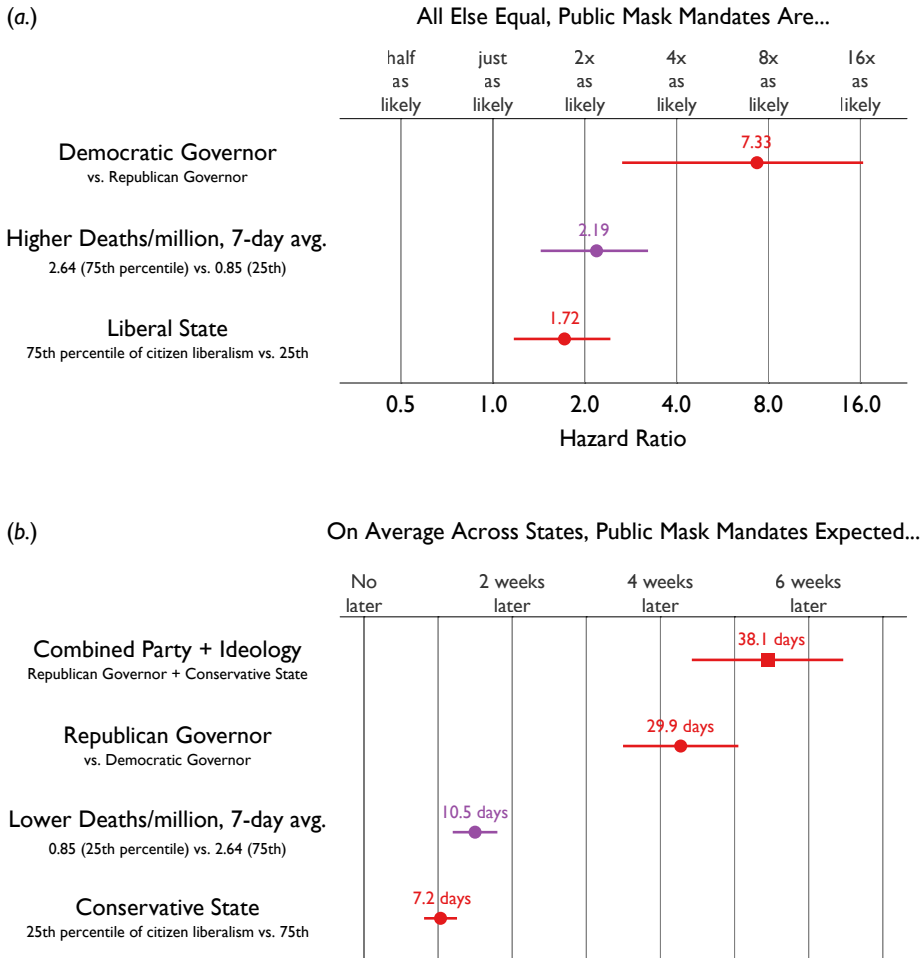 (a.)
All Else Equal, Public Mask Mandates Are...
half just 2x 4x 8x 16x
as as as as as as
likely likely likely likely likely likely
Democratic Governor
vs. Republican Governor
7.33
Higher Deaths/million, 7-day avg.
2.64 (75th percentile) vs. 0.85 (25th)
2.19
Liberal State
75th percentile of citizen liberalism vs. 25th
1.72
0.5 1.0 2.0 4.0 8.0 16.0
Hazard Ratio
(b.)
On Average Across States, Public Mask Mandates Expected...
No 2 weeks 4 weeks 6 weeks
later later later later
Combined Party + Ideology
Republican Governor + Conservative State
38.1 days
Republican Governor
vs. Democratic Governor
29.9 days
Lower Deaths/million, 7-day avg.
0.85 (25th percentile) vs. 2.64 (75th)
10.5 days
Conservative State
25th percentile of citizen liberalism vs. 75th
7.2 days